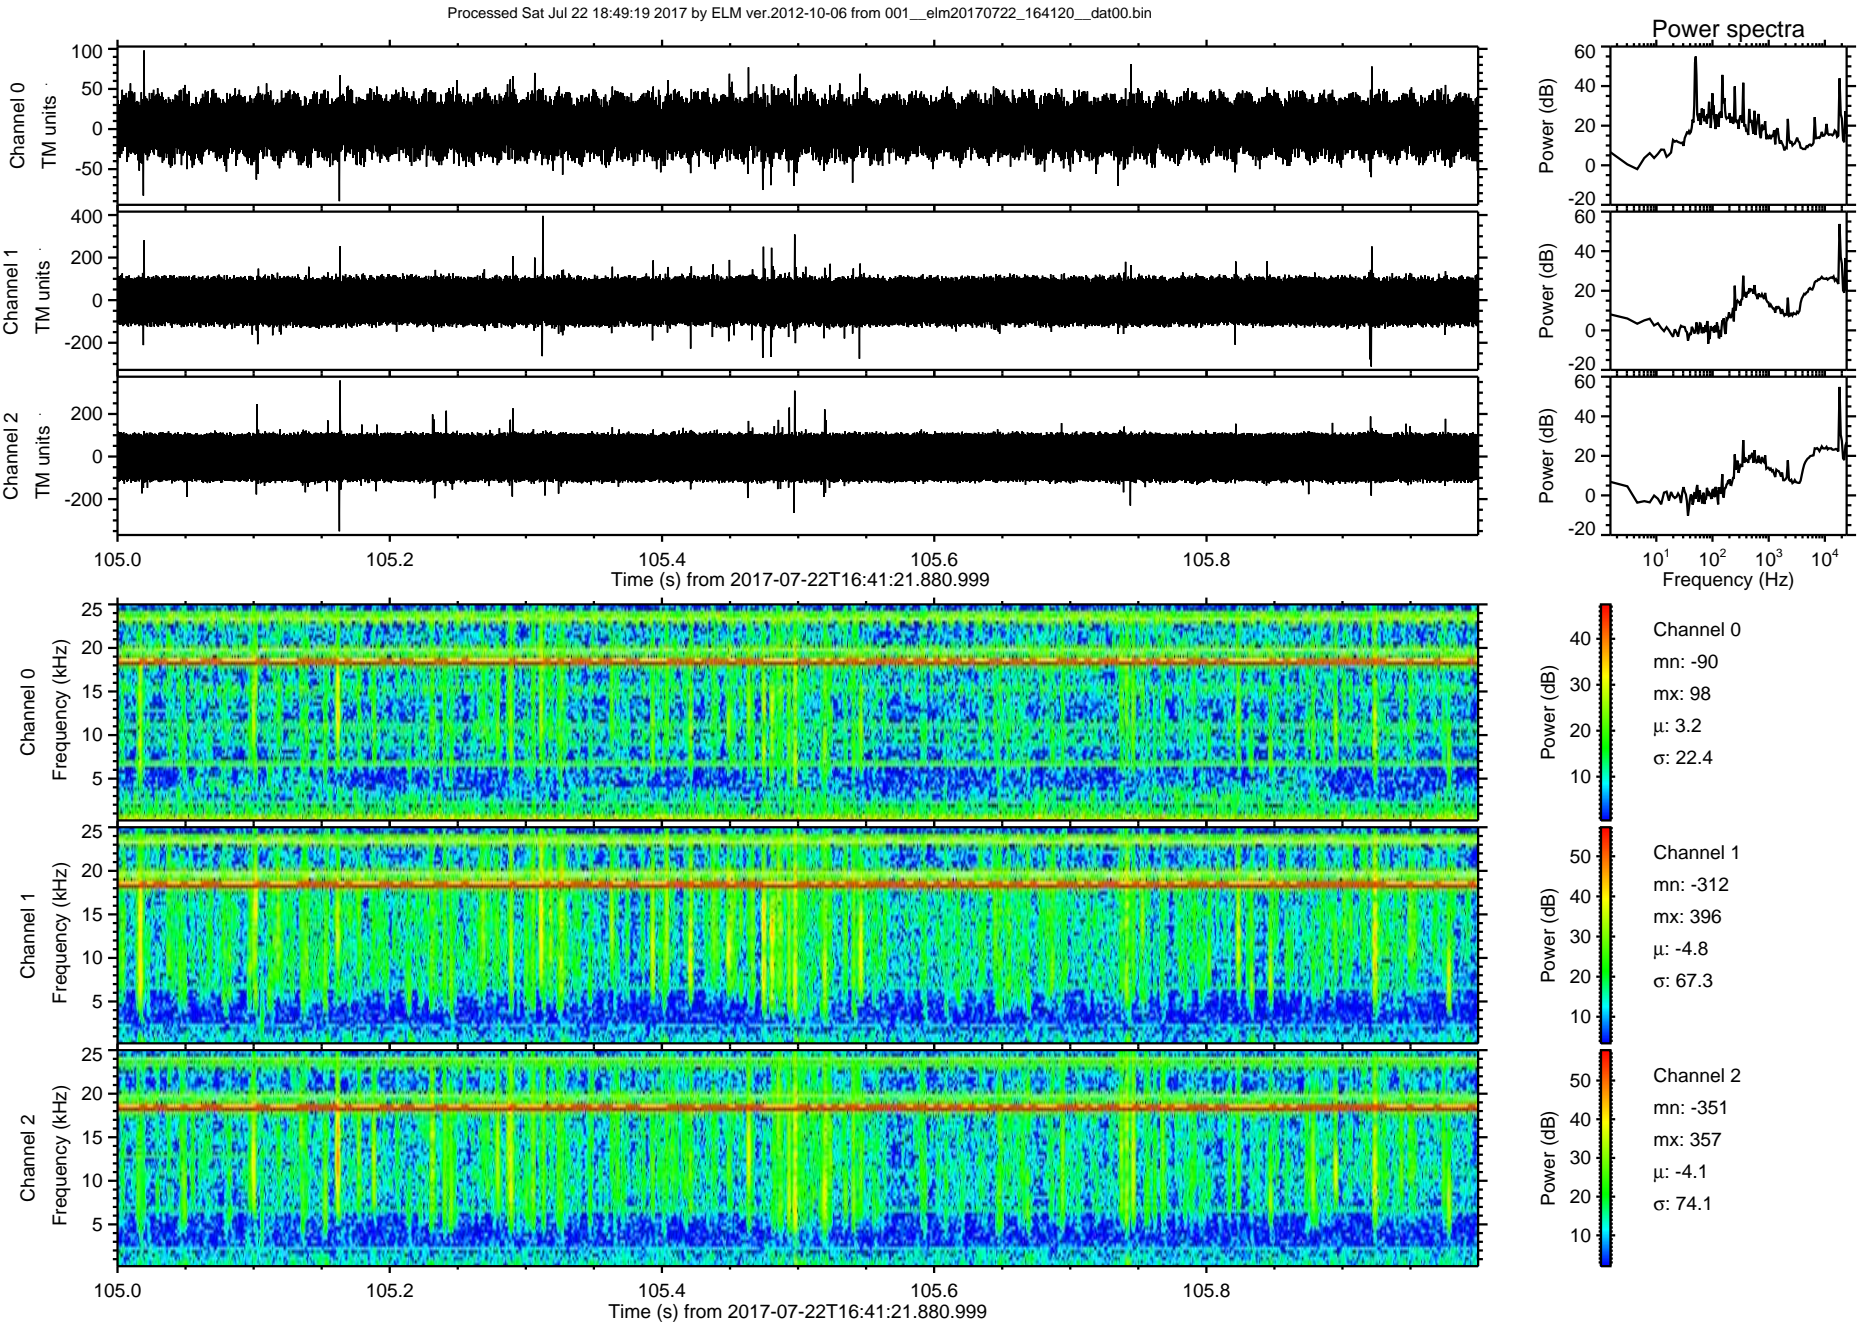 Processed Sat Jul 22 18:49:19 2017 by ELM ver.2012-10-06 from 001__elm20170722_164120__dat00.bin
Power spectra
Channel 0
TM units
100
50
0
-50
Power (dB)
60
40
20
0
-20
Channel 1
TM units
400
200
0
-200
Power (dB)
60
40
20
0
-20
Channel 2
TM units
200
0
-200
Power (dB)
60
40
20
0
-20
105.0 105.2 105.4 105.6 105.8
Time (s) from 2017-07-22T16:41:21.880.999
10¹ 10² 10³ 10⁴
Frequency (Hz)
Channel 0
Frequency (kHz)
25
20
15
10
5
Power (dB)
40
30
20
10
Channel 0
mn: -90
mx: 98
μ: 3.2
σ: 22.4
Channel 1
Frequency (kHz)
25
20
15
10
5
Power (dB)
50
40
30
20
10
Channel 1
mn: -312
mx: 396
μ: -4.8
σ: 67.3
Channel 2
Frequency (kHz)
25
20
15
10
5
Power (dB)
50
40
30
20
10
Channel 2
mn: -351
mx: 357
μ: -4.1
σ: 74.1
105.0 105.2 105.4 105.6 105.8
Time (s) from 2017-07-22T16:41:21.880.999